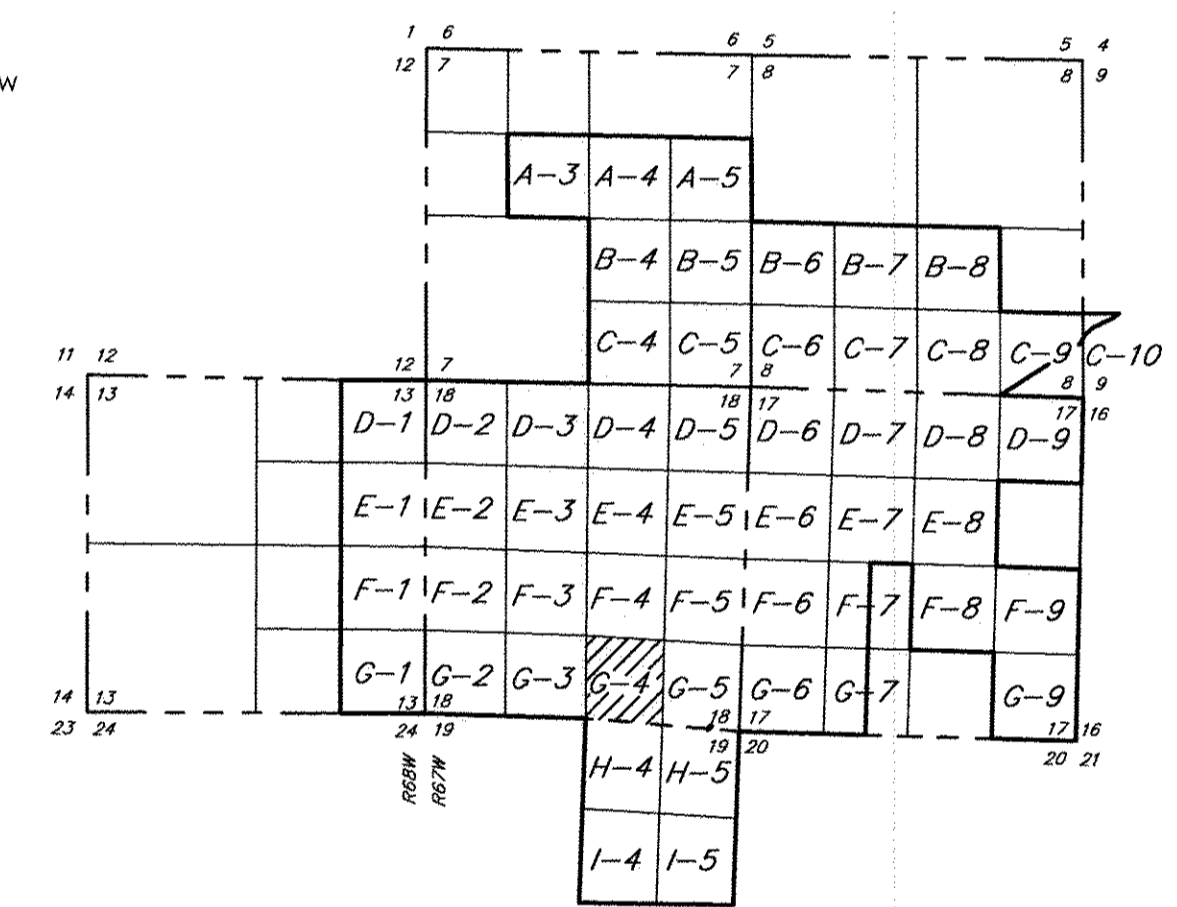 1 6 6 5 5 4
12 7 7 8 8 9
W
A-3 A-4 A-5
B-4 B-5 B-6 B-7 B-8
C-4 C-5 C-6 C-7 C-8 C-9 C-10
11 12 12 7 7 8 8 9
14 13 13 18 18 17 17 16
D-1 D-2 D-3 D-4 D-5 D-6 D-7 D-8 D-9
E-1 E-2 E-3 E-4 E-5 E-6 E-7 E-8
F-1 F-2 F-3 F-4 F-5 F-6 F-7 F-8 F-9
G-1 G-2 G-3 G-4 G-5 G-6 G-7 G-9
14 13 13 18 18 17 17 16
23 24 24 19 19 20 20 21
R68W R67W
H-4 H-5
I-4 I-5